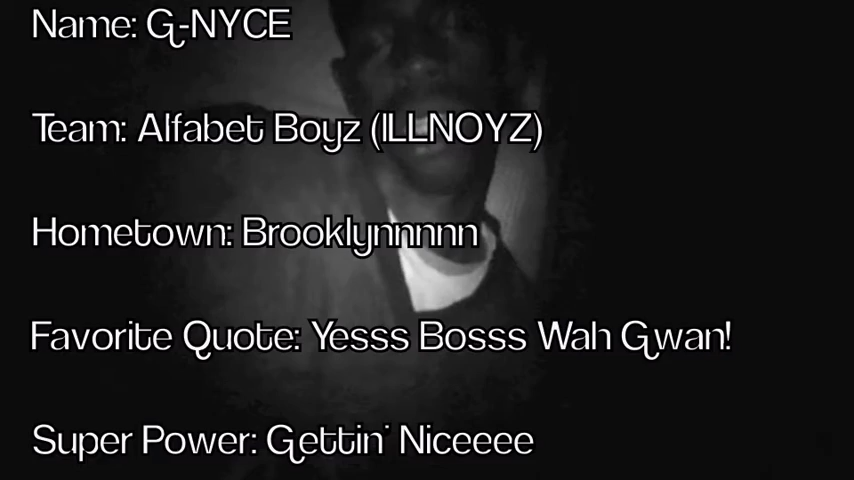 Name: G-NYCE
Team: Alfabet Boyz (ILLNOYZ)
Hometown: Brooklynnnnn
Favorite Quote: Yesss Bosss Wah Gwan!
Super Power: Gettin' Niceeee